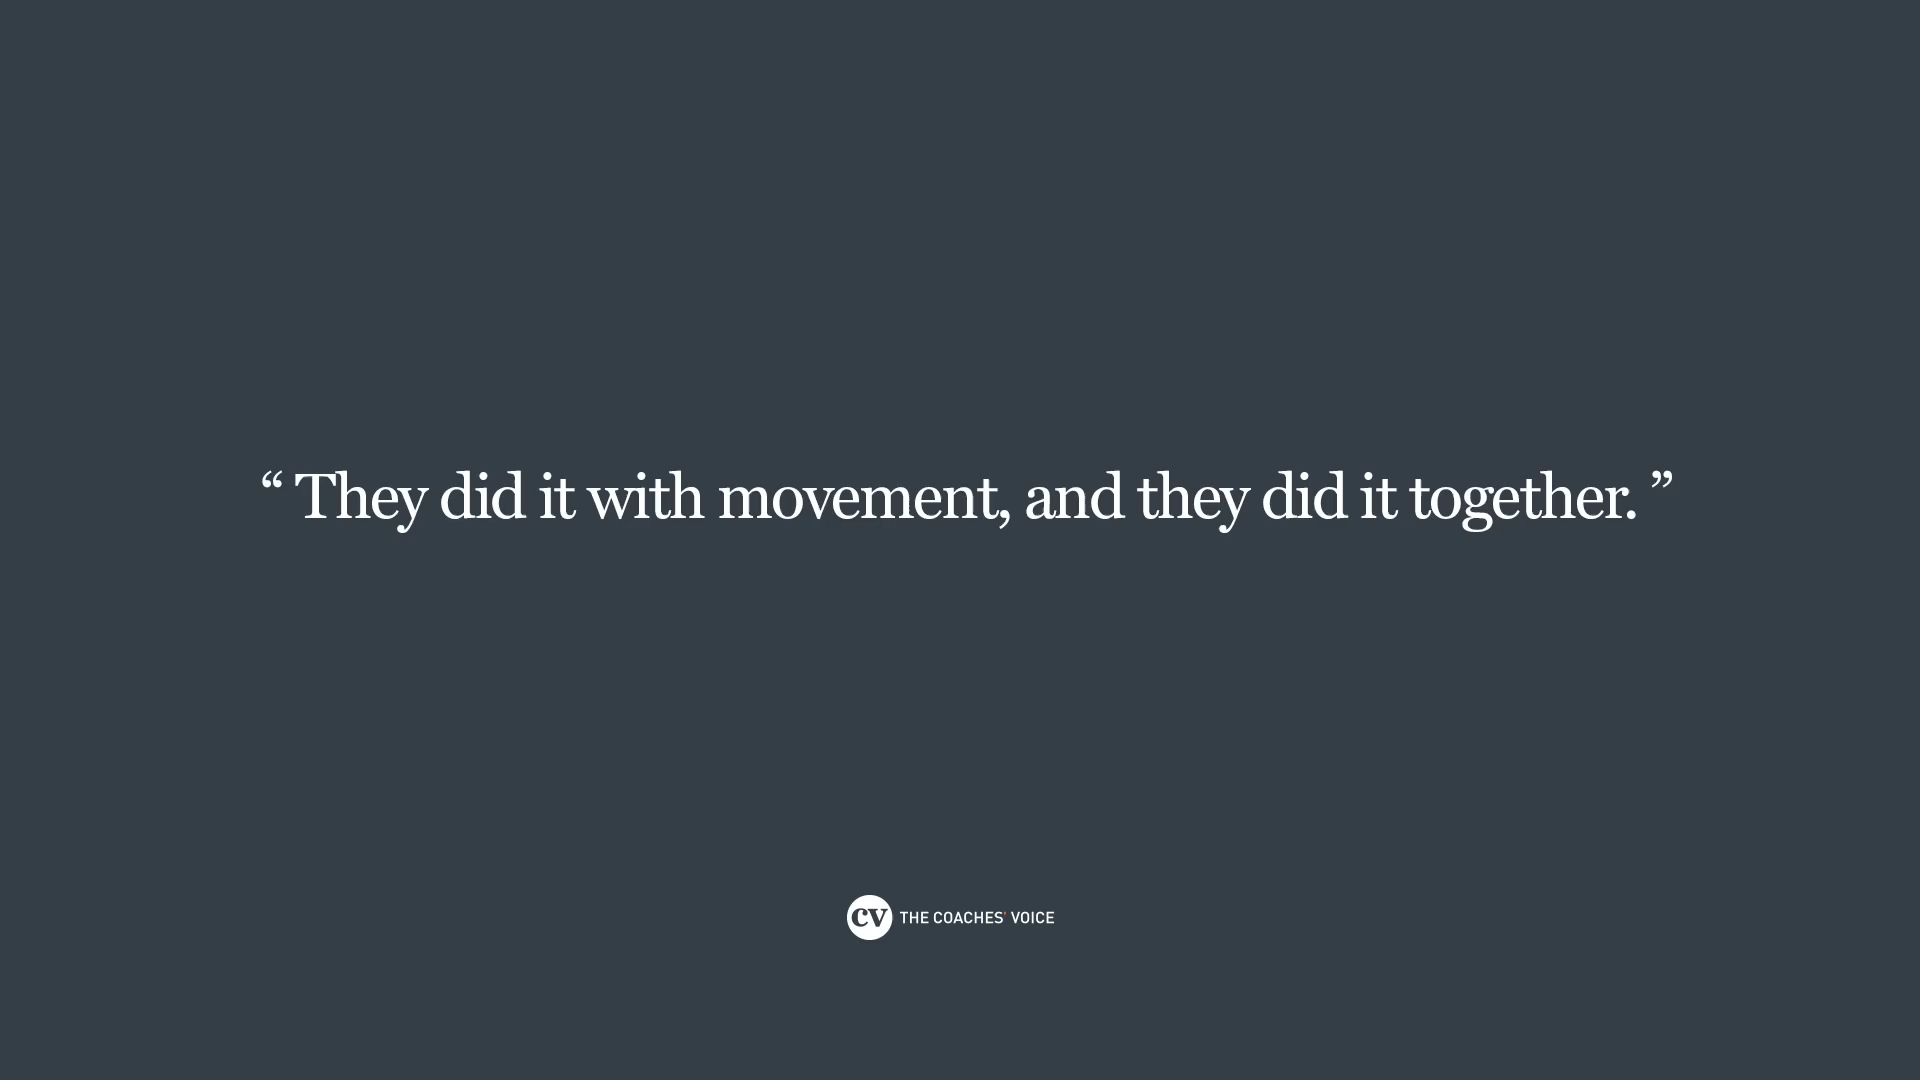 “ They did it with movement, and they did it together. ”
CV THE COACHES' VOICE